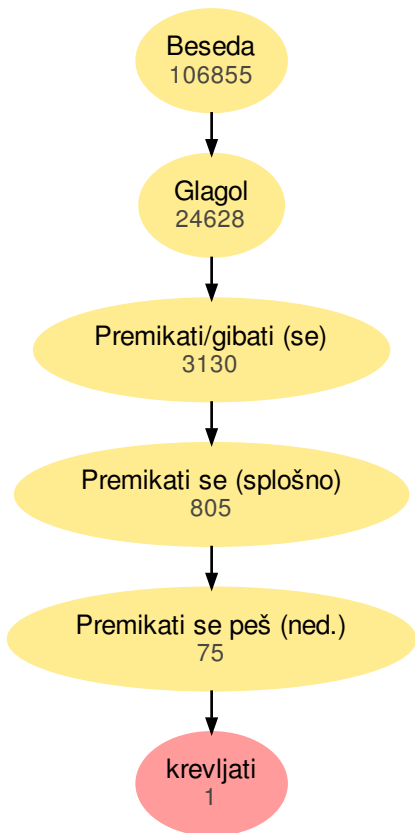 Beseda
106855
Glagol
24628
Premikati/gibati (se)
3130
Premikati se (splošno)
805
Premikati se peš (ned.)
75
krevljati
1